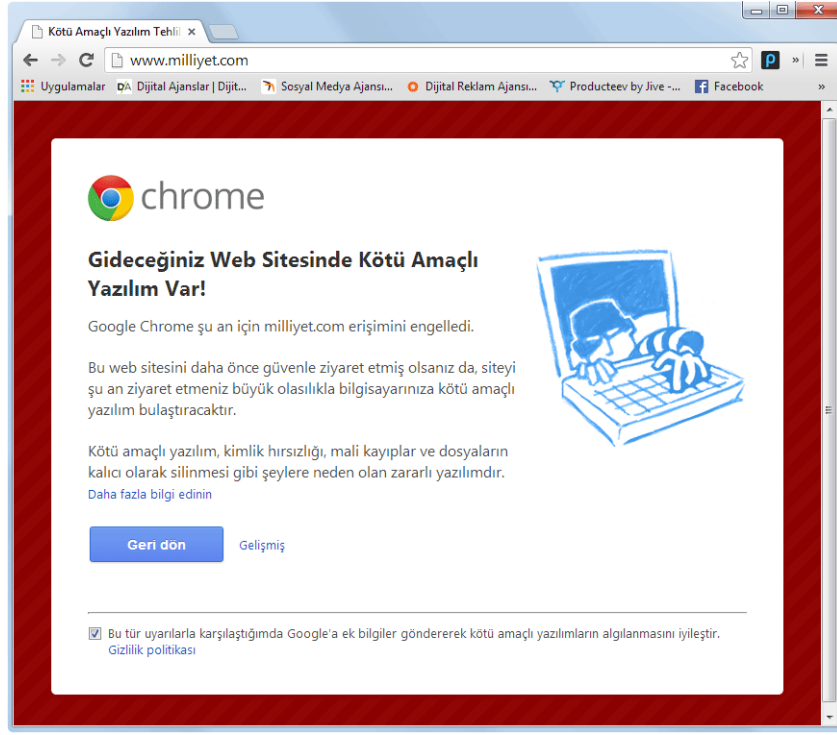 Kötü Amaçlı Yazılım Tehli
www.milliyet.com
Uygulamalar DA Dijital Ajanslar | Dijit... Sosyal Medya Ajansı... Dijital Reklam Ajansı... Producteev by Jive -... Facebook »
chrome
Gideceğiniz Web Sitesinde Kötü Amaçlı
Yazılım Var!
Google Chrome şu an için milliyet.com erişimini engelledi.
Bu web sitesini daha önce güvenle ziyaret etmiş olsanız da, siteyi
şu an ziyaret etmeniz büyük olasılıkla bilgisayarınıza kötü amaçlı
yazılım bulaştıracaktır.
Kötü amaçlı yazılım, kimlik hırsızlığı, mali kayıplar ve dosyaların
kalıcı olarak silinmesi gibi şeylere neden olan zararlı yazılımdır.
Daha fazla bilgi edinin
Geri dön Gelişmiş
Bu tür uyarılarla karşılaştığımda Google'a ek bilgiler göndererek kötü amaçlı yazılımların algılanmasını iyileştir.
Gizlilik politikası